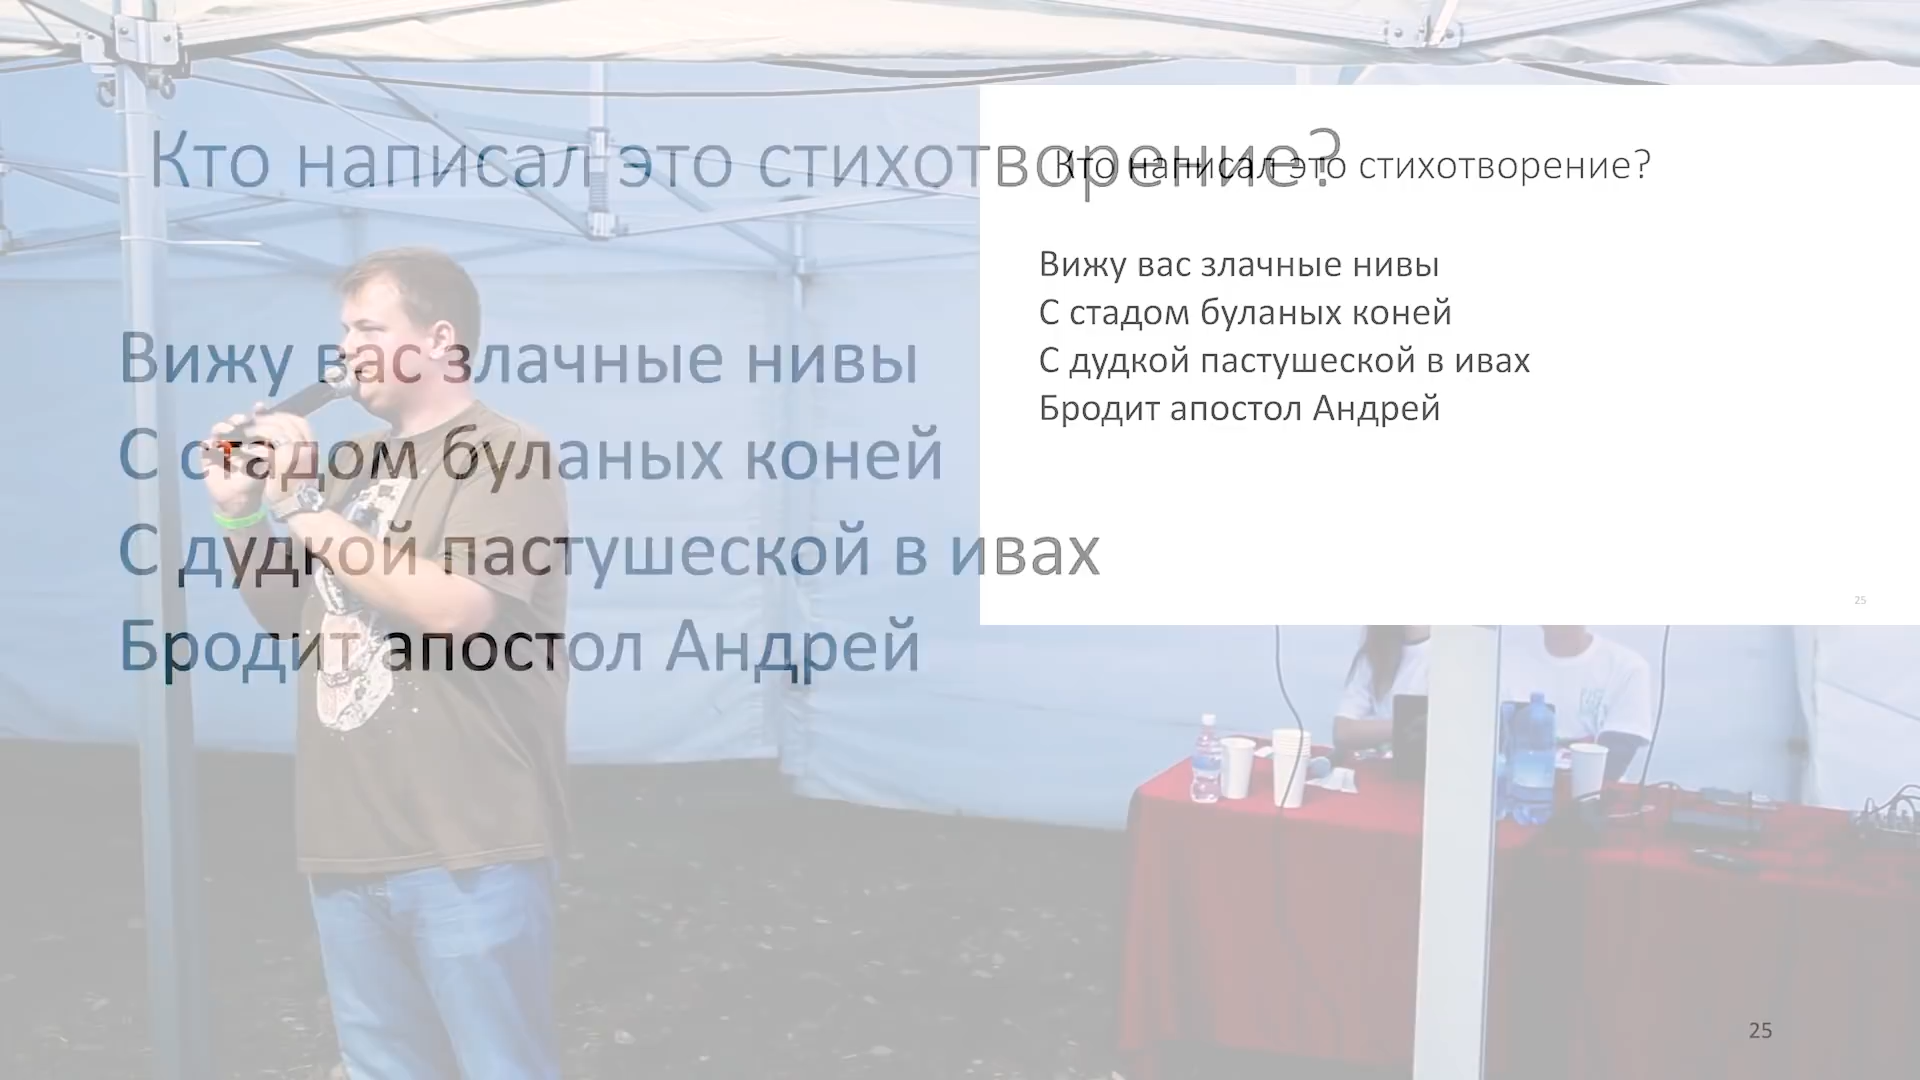 Кто написал это стихотворение?
Вижу вас злачные нивы
С стадом буланых коней
С дудкой пастушеской в ивах
Бродит апостол Андрей
25
Кто написал это стихотворение?
Вижу вас злачные нивы
С стадом буланых коней
С дудкой пастушеской в ивах
Бродит апостол Андрей
25